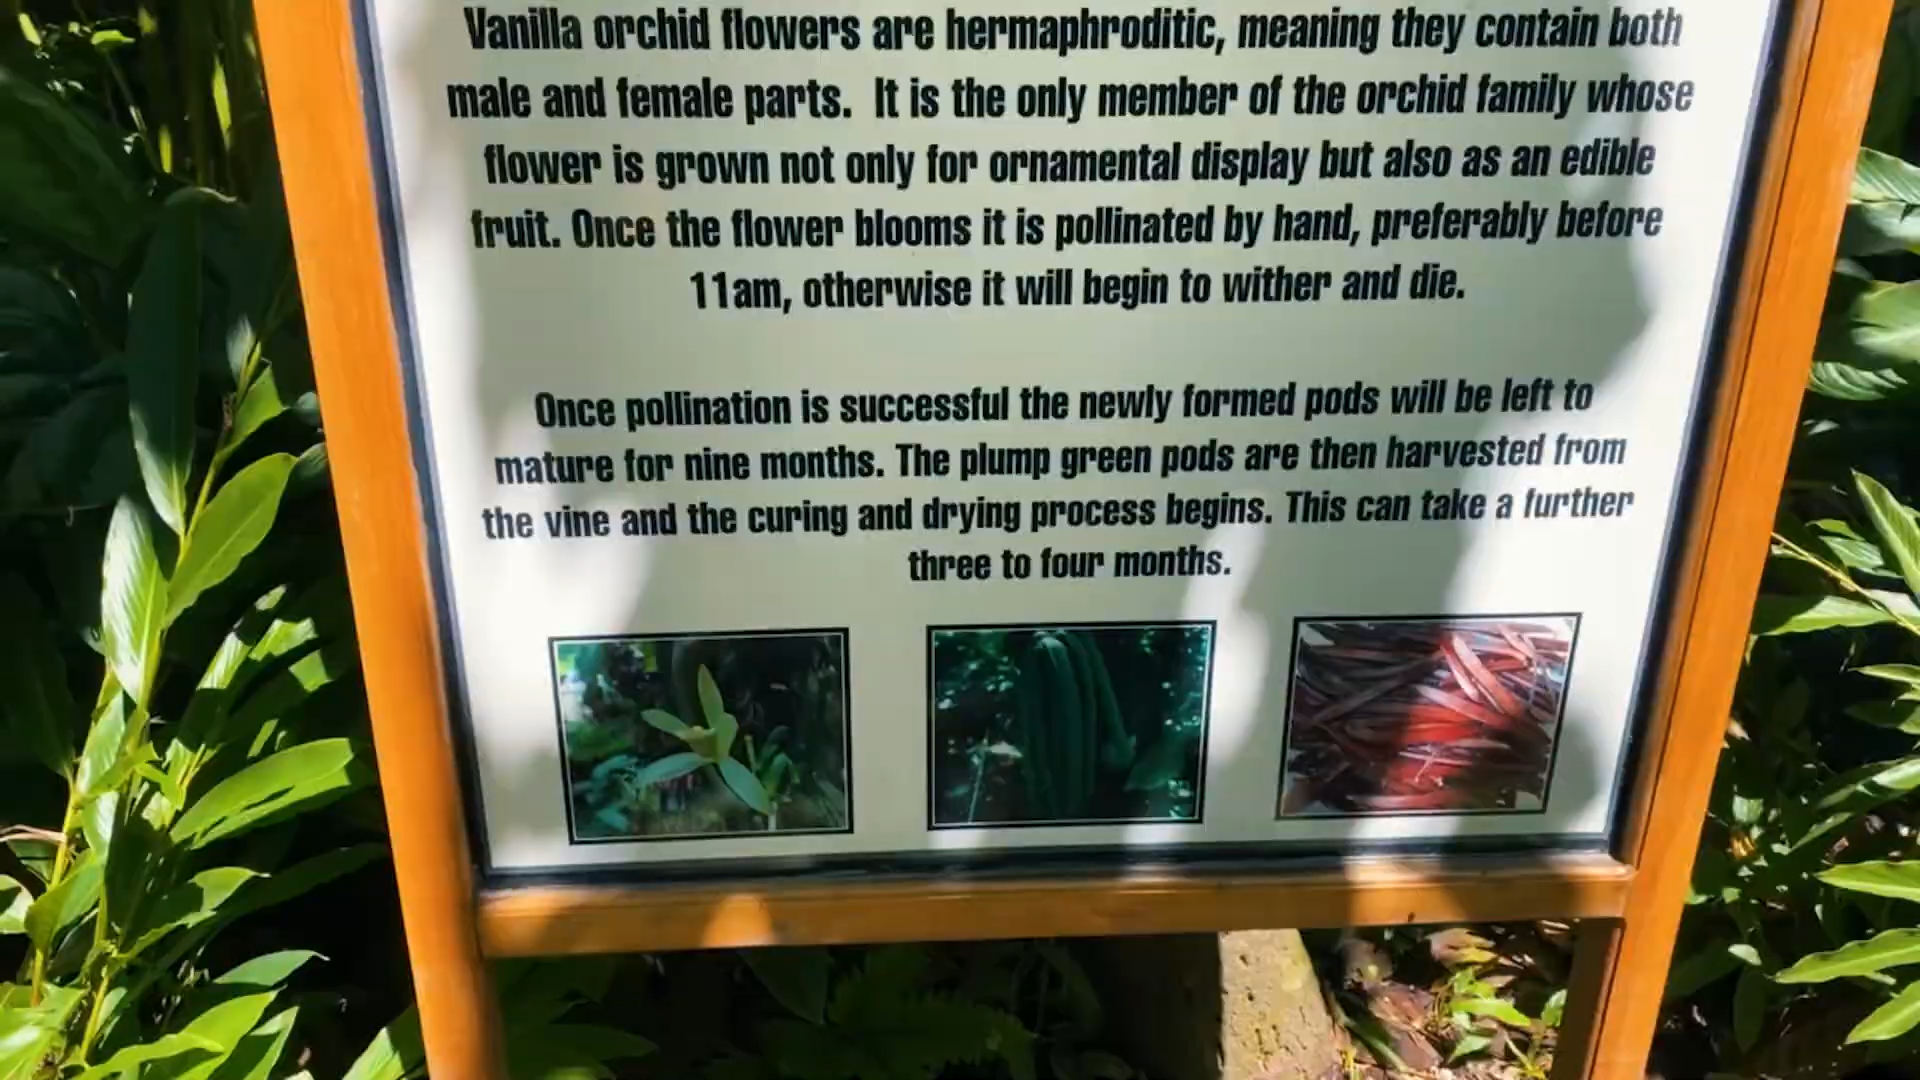 Vanilla orchid flowers are hermaphroditic, meaning they contain both
male and female parts. It is the only member of the orchid family whose
flower is grown not only for ornamental display but also as an edible
fruit. Once the flower blooms it is pollinated by hand, preferably before
11am, otherwise it will begin to wither and die.
Once pollination is successful the newly formed pods will be left to
mature for nine months. The plump green pods are then harvested from
the vine and the curing and drying process begins. This can take a further
three to four months.